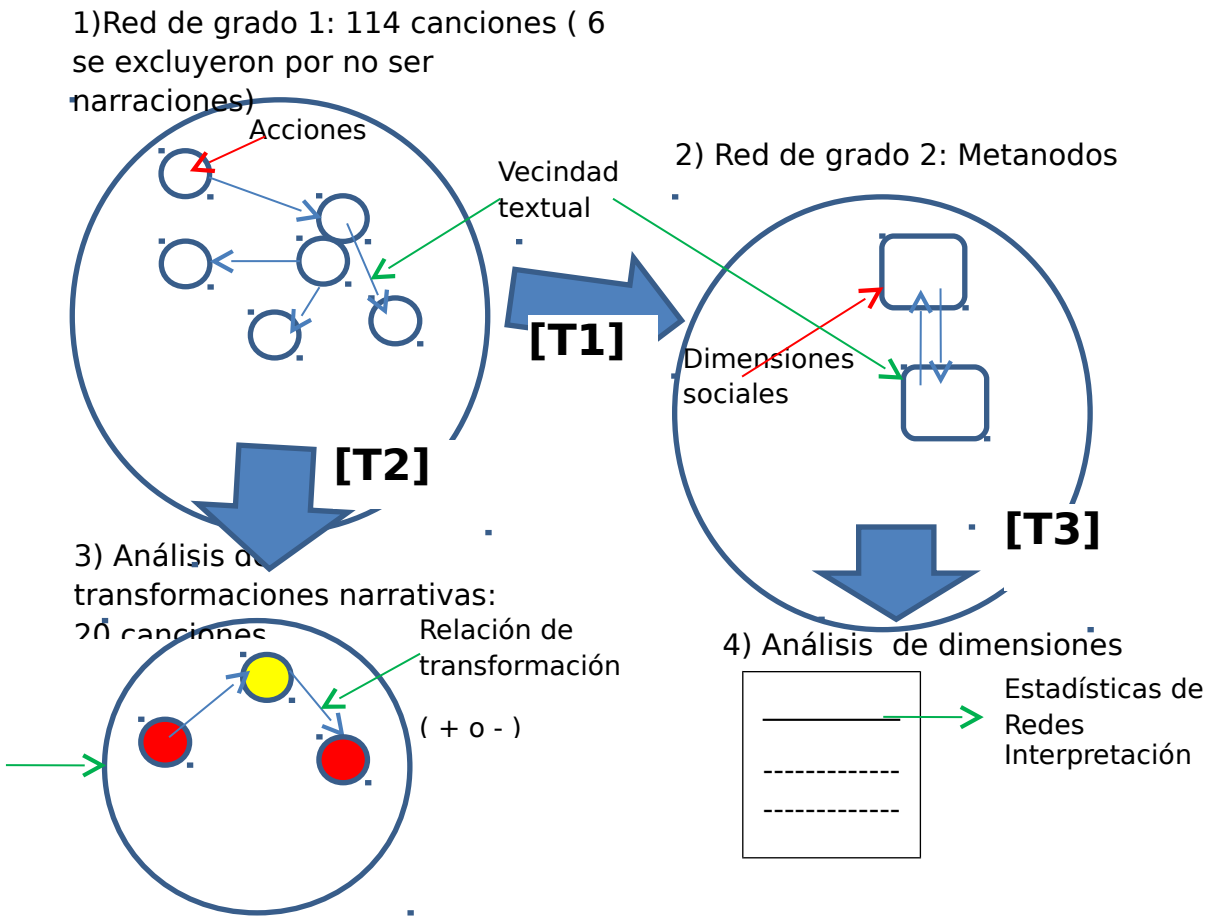 1)Red de grado 1: 114 canciones ( 6
se excluyeron por no ser
narraciones)
Acciones
Vecindad
textual
2) Red de grado 2: Metanodos
[T1]
Dimensiones
sociales
[T2]
[T3]
3) Análisis de
transformaciones narrativas:
20 canciones
Relación de
transformación
( + o - )
4) Análisis de dimensiones
Estadísticas de
Redes
Interpretación